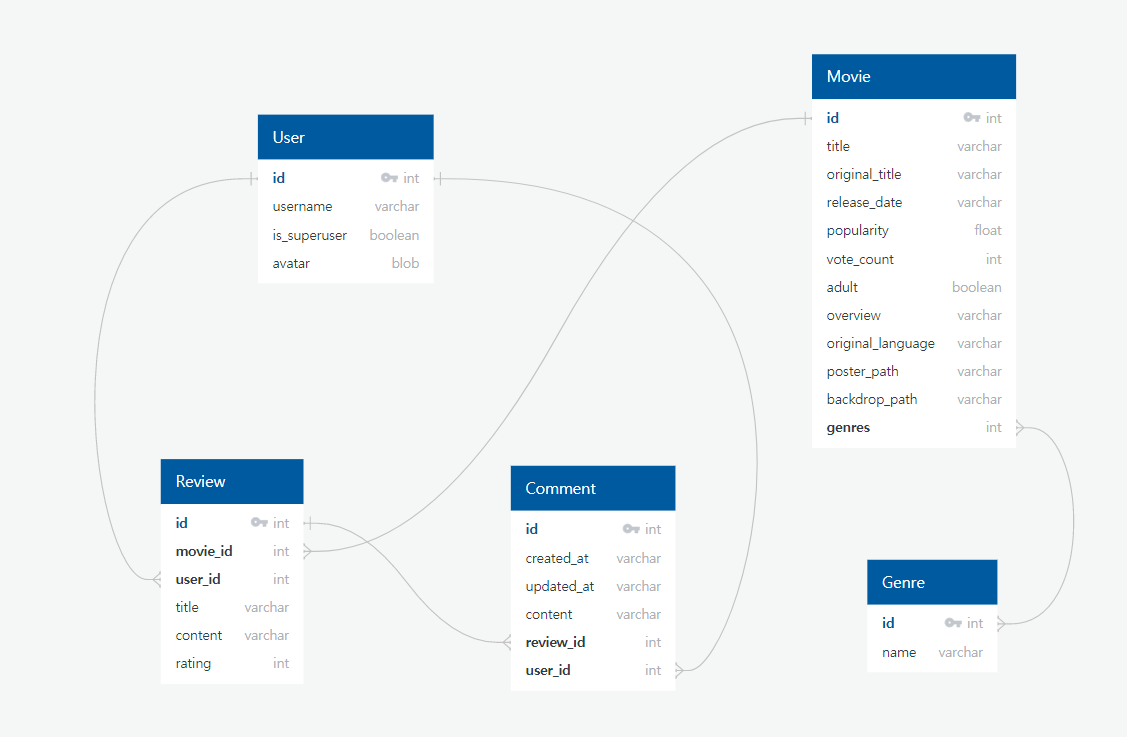 User
id int
username varchar
is_superuser boolean
avatar blob
Movie
id int
title varchar
original_title varchar
release_date varchar
popularity float
vote_count int
adult boolean
overview varchar
original_language varchar
poster_path varchar
backdrop_path varchar
genres int
Review
id int
movie_id int
user_id int
title varchar
content varchar
rating int
Comment
id int
created_at varchar
updated_at varchar
content varchar
review_id int
user_id int
Genre
id int
name varchar